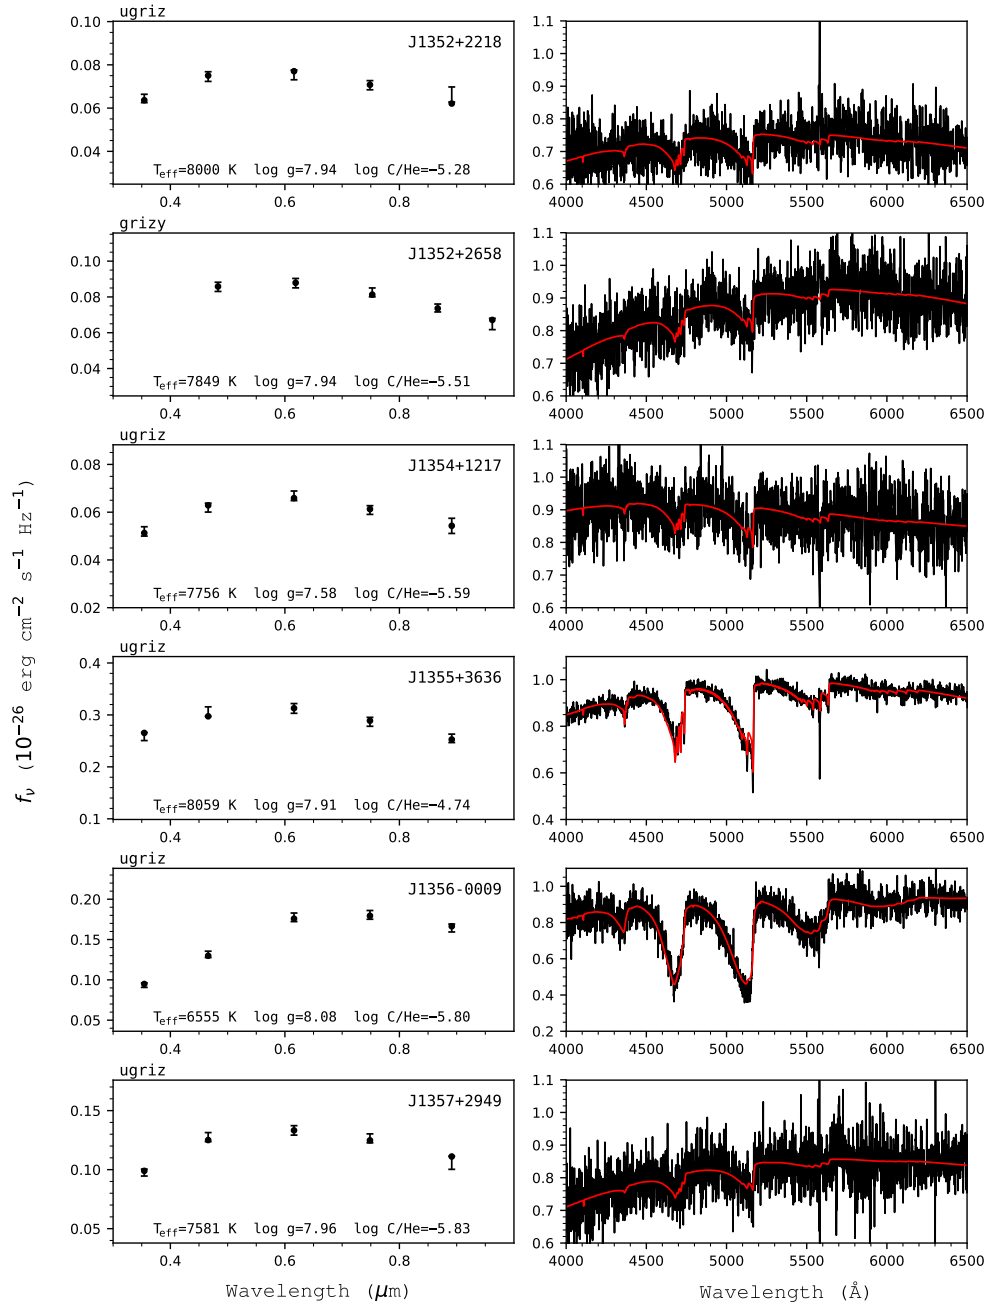 ugriz
J1352+2218
T_eff=8000 K log g=7.94 log C/He=−5.28
0.04 0.06 0.08 0.10
0.4 0.6 0.8
0.6 0.7 0.8 0.9 1.0 1.1
4000 4500 5000 5500 6000 6500
grizy
J1352+2658
T_eff=7849 K log g=7.94 log C/He=−5.51
0.04 0.06 0.08 0.10
0.4 0.6 0.8
0.6 0.7 0.8 0.9 1.0 1.1
4000 4500 5000 5500 6000 6500
ugriz
J1354+1217
T_eff=7756 K log g=7.58 log C/He=−5.59
0.02 0.04 0.06 0.08
0.4 0.6 0.8
0.6 0.7 0.8 0.9 1.0 1.1
4000 4500 5000 5500 6000 6500
ugriz
J1355+3636
T_eff=8059 K log g=7.91 log C/He=−4.74
0.1 0.2 0.3 0.4
0.4 0.6 0.8
0.4 0.6 0.8 1.0
4000 4500 5000 5500 6000 6500
ugriz
J1356-0009
T_eff=6555 K log g=8.08 log C/He=−5.80
0.05 0.10 0.15 0.20
0.4 0.6 0.8
0.2 0.4 0.6 0.8 1.0
4000 4500 5000 5500 6000 6500
ugriz
J1357+2949
T_eff=7581 K log g=7.96 log C/He=−5.83
0.05 0.10 0.15
0.4 0.6 0.8
0.6 0.7 0.8 0.9 1.0 1.1
4000 4500 5000 5500 6000 6500
f_ν (10⁻²⁶ erg cm⁻² s⁻¹ Hz⁻¹)
Wavelength (μm)
Wavelength (Å)